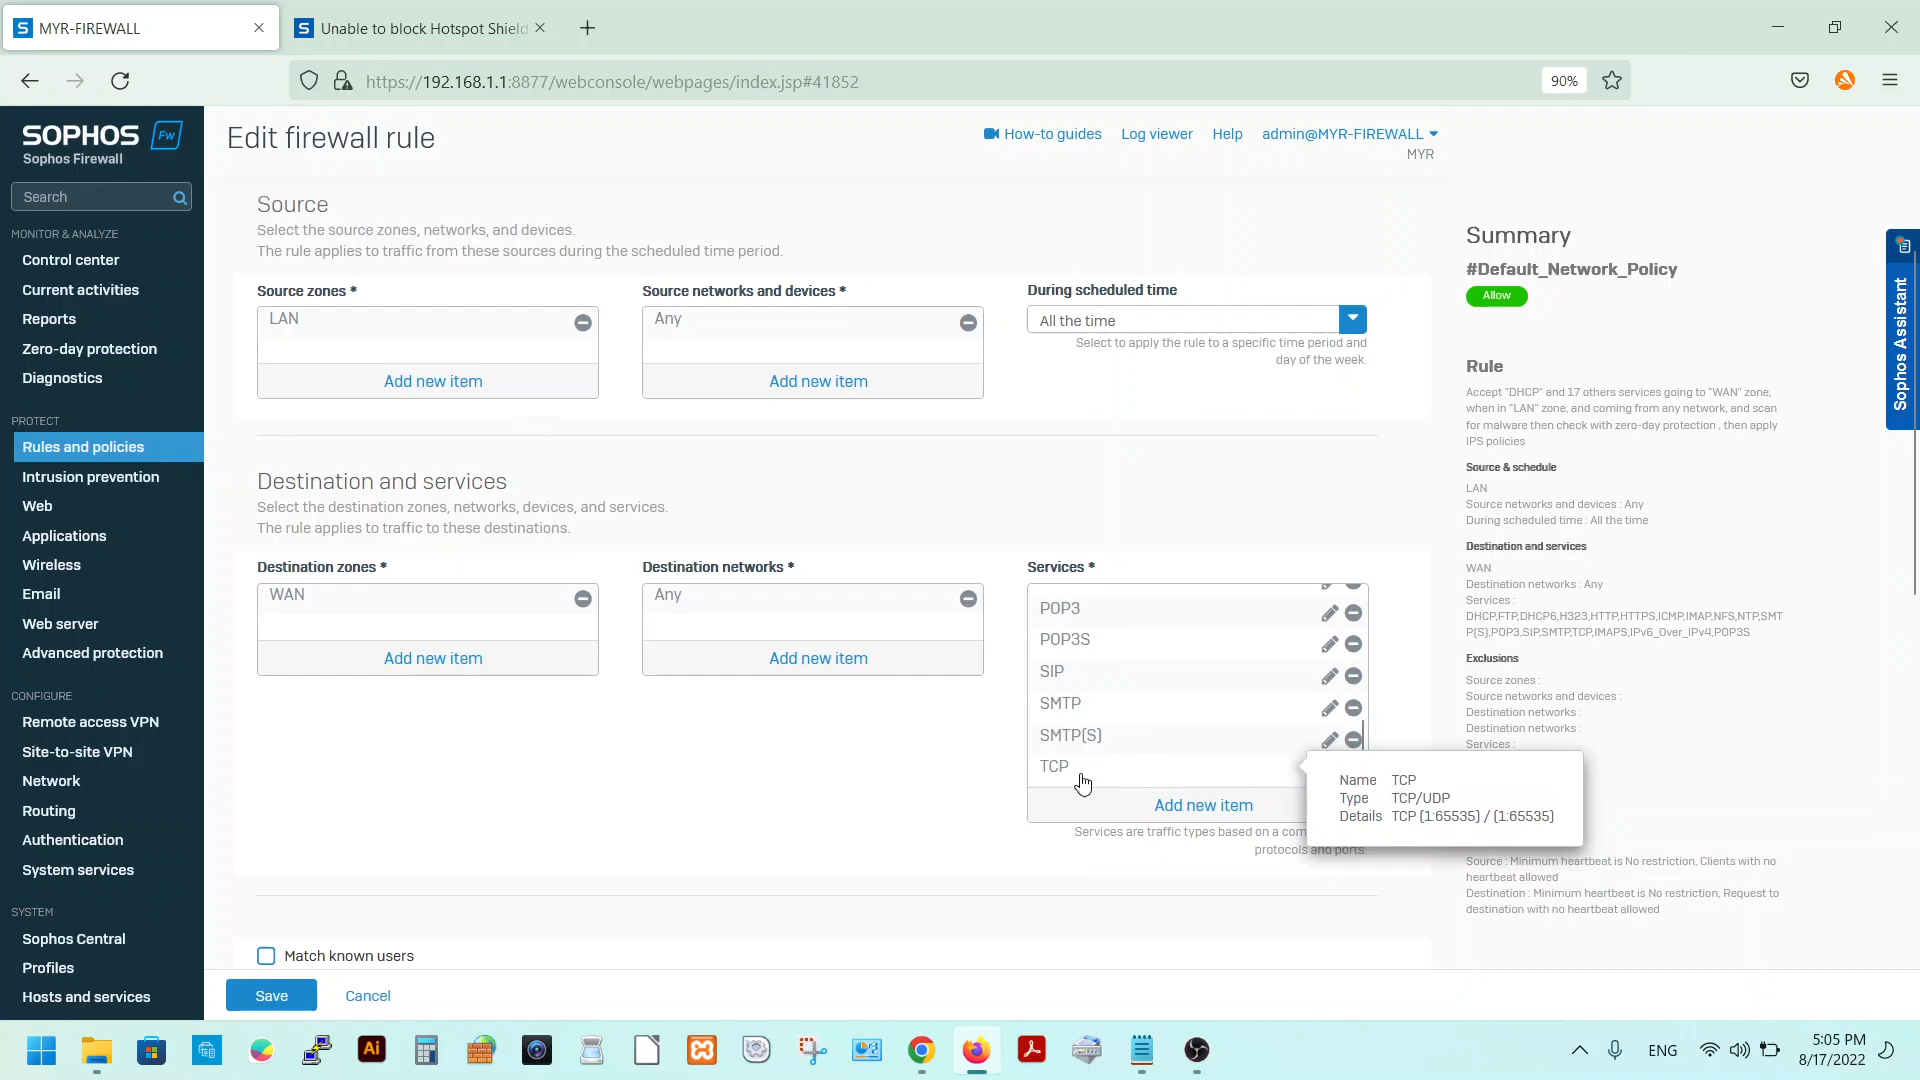 MYR-FIREWALL
Unable to block Hotspot Shield
https://192.168.1.1:8877/webconsole/webpages/index.jsp#41852
90%
SOPHOS Fw
Sophos Firewall
Search
MONITOR & ANALYZE
Control center
Current activities
Reports
Zero-day protection
Diagnostics
PROTECT
Rules and policies
Intrusion prevention
Web
Applications
Wireless
Email
Web server
Advanced protection
CONFIGURE
Remote access VPN
Site-to-site VPN
Network
Routing
Authentication
System services
SYSTEM
Sophos Central
Profiles
Hosts and services
Edit firewall rule
How-to guides Log viewer Help admin@MYR-FIREWALL
MYR
Source
Select the source zones, networks, and devices.
The rule applies to traffic from these sources during the scheduled time period.
Source zones *
LAN
Add new item
Source networks and devices *
Any
Add new item
During scheduled time
All the time
Select to apply the rule to a specific time period and
day of the week.
Destination and services
Select the destination zones, networks, devices, and services.
The rule applies to traffic to these destinations.
Destination zones *
WAN
Add new item
Destination networks *
Any
Add new item
Services *
POP3
POP3S
SIP
SMTP
SMTP(S)
TCP
Add new item
Services are traffic types based on a com
protocols and ports.
Name TCP
Type TCP/UDP
Details TCP (1:65535) / (1:65535)
Match known users
Save
Cancel
Summary
#Default_Network_Policy
Allow
Rule
Accept "DHCP" and 17 others services going to "WAN" zone,
when in "LAN" zone, and coming from any network, and scan
for malware then check with zero-day protection , then apply
IPS policies
Source & schedule
LAN
Source networks and devices : Any
During scheduled time : All the time
Destination and services
WAN
Destination networks : Any
Services :
DHCP,FTP,DHCP6,H323,HTTP,HTTPS,ICMP,IMAP,NFS,NTP,SMT
P(S),POP3,SIP,SMTP,TCP,IMAPS,IPv6_Over_IPv4,POP3S
Exclusions
Source zones :
Source networks and devices :
Destination networks :
Destination networks :
Services :
Source : Minimum heartbeat is No restriction, Clients with no
heartbeat allowed
Destination : Minimum heartbeat is No restriction, Request to
destination with no heartbeat allowed
Sophos Assistant
Ai
ENG
5:05 PM
8/17/2022